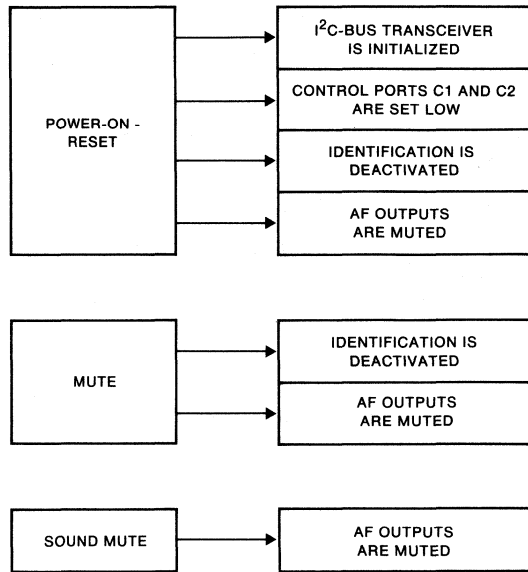 POWER-ON -
RESET
I²C-BUS TRANSCEIVER
IS INITIALIZED
CONTROL PORTS C1 AND C2
ARE SET LOW
IDENTIFICATION IS
DEACTIVATED
AF OUTPUTS
ARE MUTED
MUTE
IDENTIFICATION IS
DEACTIVATED
AF OUTPUTS
ARE MUTED
SOUND MUTE
AF OUTPUTS
ARE MUTED